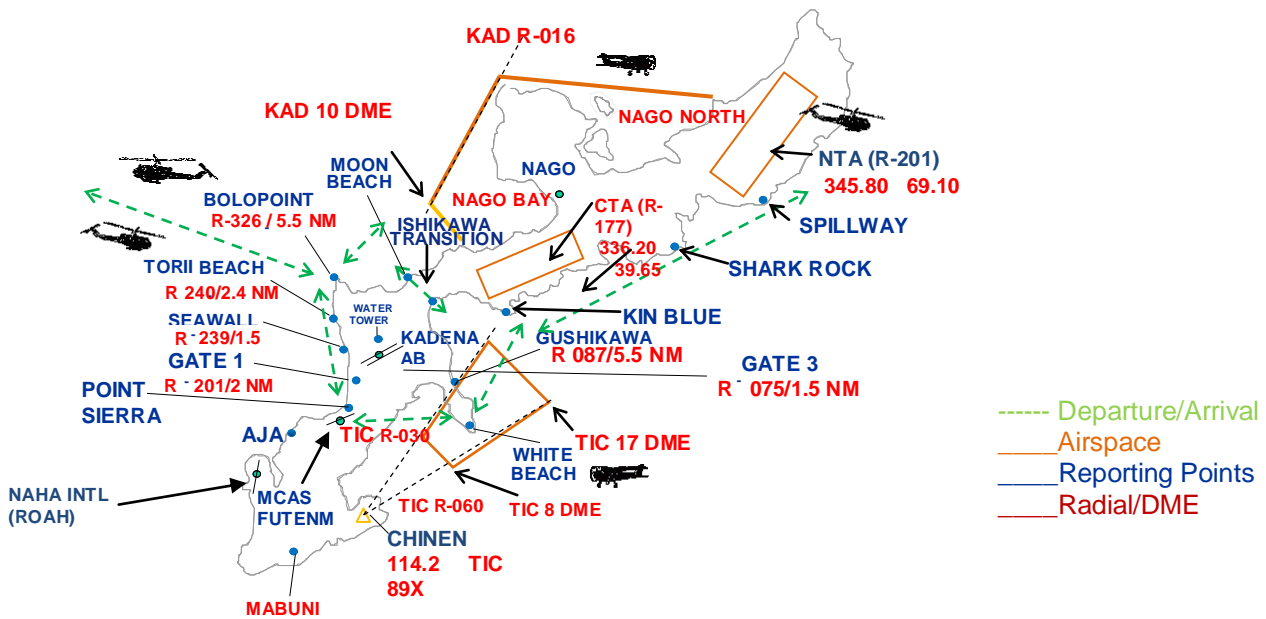 KAD R-016
KAD 10 DME
NAGO NORTH
MOON
BEACH
NAGO
NTA (R-201)
345.80 69.10
BOLOPOINT
R-326 / 5.5 NM
NAGO BAY
CTA (R-
177)
336.20
39.65
ISHIKAWA
TRANSITION
SPILLWAY
TORII BEACH
R 240/2.4 NM
SHARK ROCK
WATER
TOWER
SEAWALL
R-239/1.5
KIN BLUE
KADENA
AB
GUSHIKAWA
R 087/5.5 NM
GATE 1
R-201/2 NM
GATE 3
R-075/1.5 NM
POINT
SIERRA
AJA
TIC R-030
TIC 17 DME
WHITE
BEACH
NAHA INTL
(ROAH)
MCAS
FUTENM
TIC R-060
TIC 8 DME
CHINEN
114.2 TIC
89X
MABUNI
------ Departure/Arrival
____Airspace
____Reporting Points
____Radial/DME